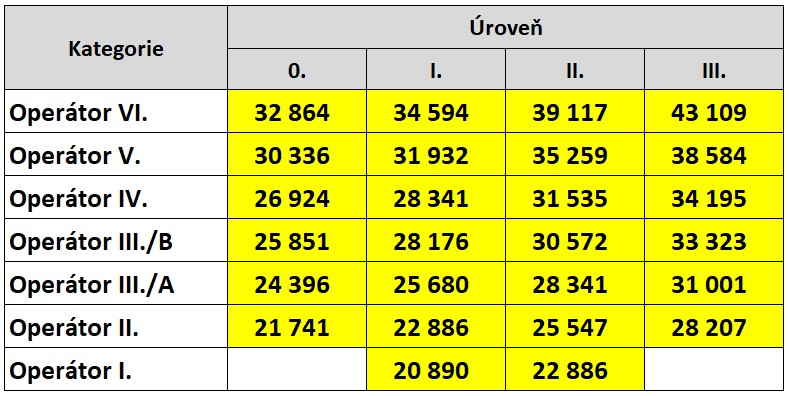 Kategorie Úroveň
0. I. II. III.
Operátor VI. 32 864 34 594 39 117 43 109
Operátor V. 30 336 31 932 35 259 38 584
Operátor IV. 26 924 28 341 31 535 34 195
Operátor III./B 25 851 28 176 30 572 33 323
Operátor III./A 24 396 25 680 28 341 31 001
Operátor II. 21 741 22 886 25 547 28 207
Operátor I. 20 890 22 886